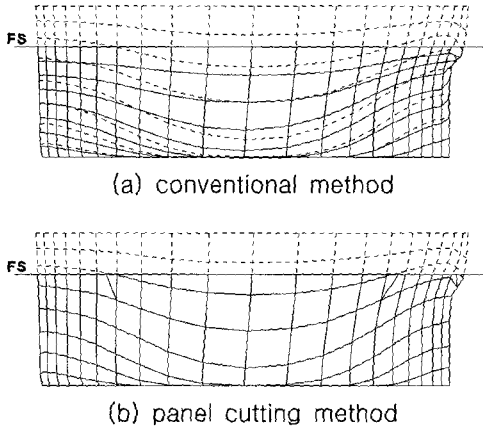 FS
(a) conventional method
FS
(b) panel cutting method